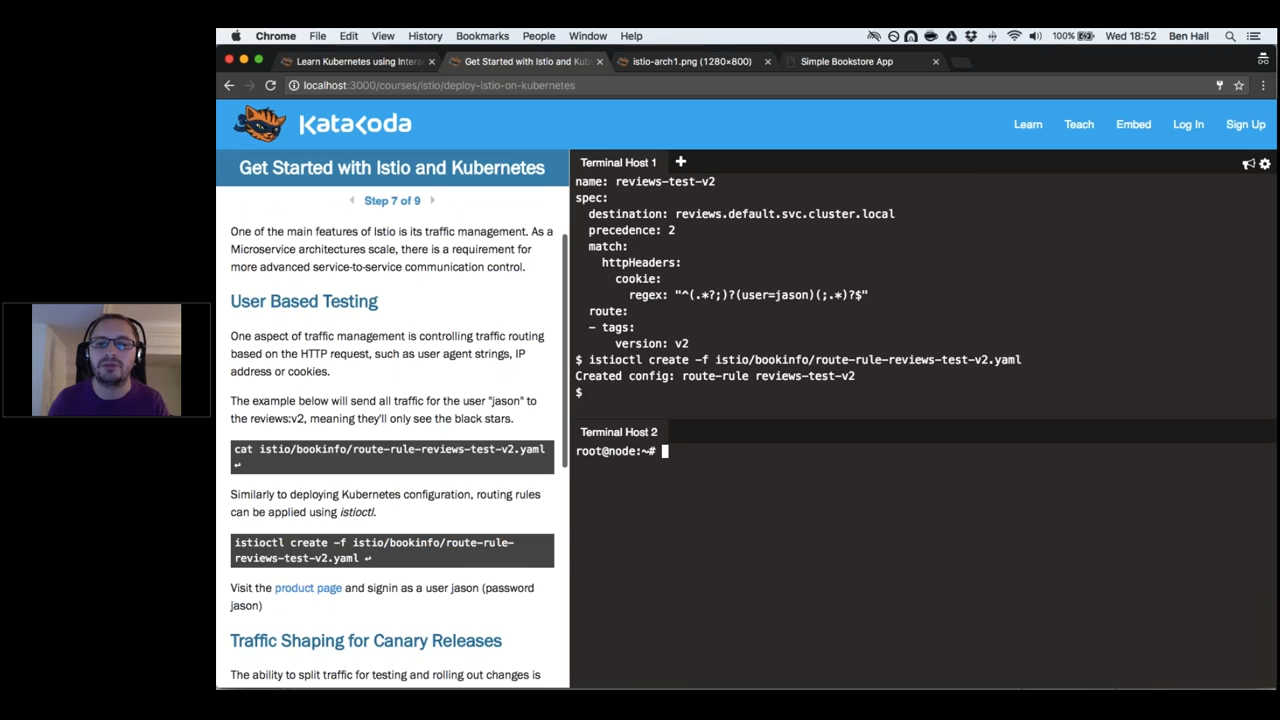 Chrome File Edit View History Bookmarks People Window Help 100% Wed 18:52 Ben Hall
Learn Kubernetes using Intera × Get Started with Istio and Kub × istio-arch1.png (1280×800) × Simple Bookstore App ×
localhost:3000/courses/istio/deploy-istio-on-kubernetes
Katakoda Learn Teach Embed Log In Sign Up
Get Started with Istio and Kubernetes
Step 7 of 9
One of the main features of Istio is its traffic management. As a
Microservice architectures scale, there is a requirement for
more advanced service-to-service communication control.
User Based Testing
One aspect of traffic management is controlling traffic routing
based on the HTTP request, such as user agent strings, IP
address or cookies.
The example below will send all traffic for the user "jason" to
the reviews:v2, meaning they'll only see the black stars.
cat istio/bookinfo/route-rule-reviews-test-v2.yaml
↵
Similarly to deploying Kubernetes configuration, routing rules
can be applied using istioctl.
istioctl create -f istio/bookinfo/route-rule-
reviews-test-v2.yaml ↵
Visit the product page and signin as a user jason (password
jason)
Traffic Shaping for Canary Releases
The ability to split traffic for testing and rolling out changes is
Terminal Host 1 +
name: reviews-test-v2
spec:
  destination: reviews.default.svc.cluster.local
  precedence: 2
  match:
    httpHeaders:
      cookie:
        regex: "^(.*?;)?(user=jason)(;.*)?$"
  route:
  - tags:
      version: v2
$ istioctl create -f istio/bookinfo/route-rule-reviews-test-v2.yaml
Created config: route-rule reviews-test-v2
$
Terminal Host 2
root@node:~#